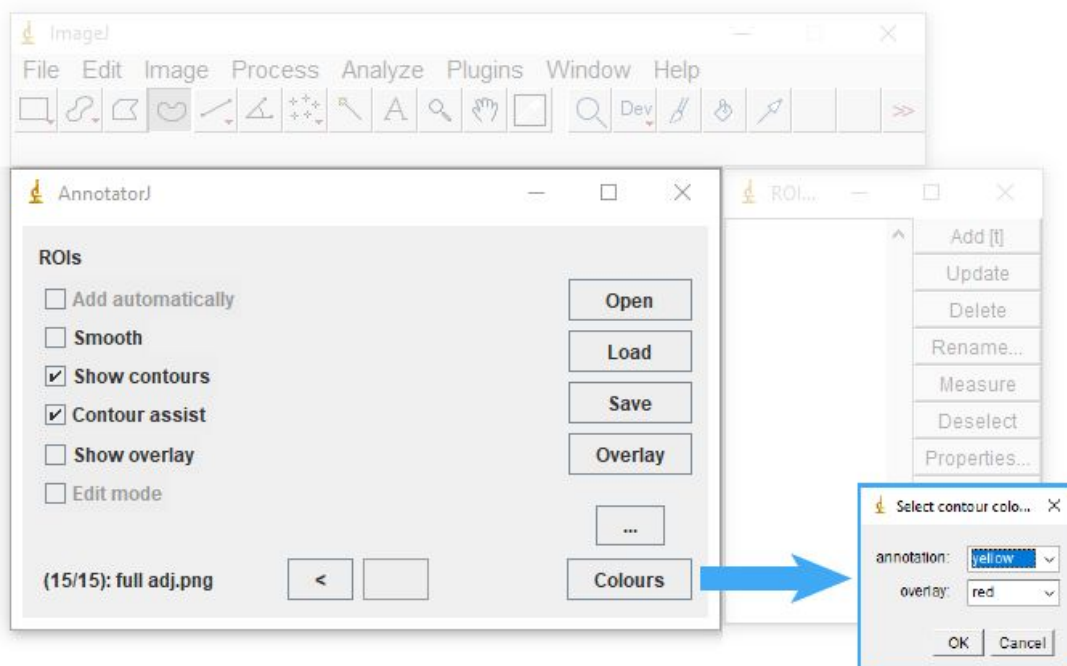 ImageJ
File Edit Image Process Analyze Plugins Window Help
A Dev >>
AnnotatorJ
ROIs
Add automatically
Smooth
Show contours
Contour assist
Show overlay
Edit mode
(15/15): full adj.png
<
Open
Load
Save
Overlay
...
Colours
ROI...
Add [t]
Update
Delete
Rename...
Measure
Deselect
Properties...
Select contour colo...
annotation: yellow
overlay: red
OK Cancel